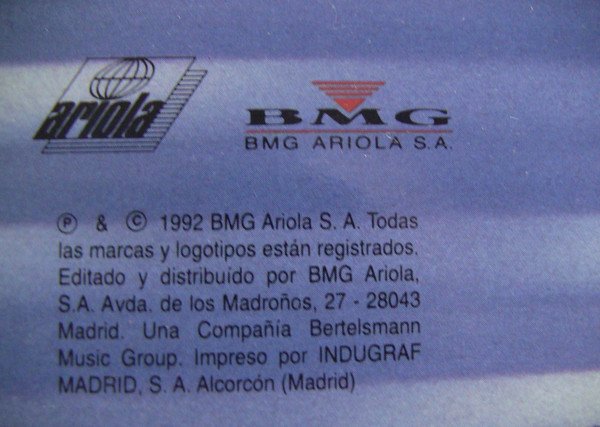 ariola
BMG
BMG ARIOLA S.A.
℗ & © 1992 BMG Ariola S. A. Todas
las marcas y logotipos están registrados.
Editado y distribuído por BMG Ariola,
S.A. Avda. de los Madroños, 27 - 28043
Madrid. Una Compañía Bertelsmann
Music Group. Impreso por INDUGRAF
MADRID, S. A. Alcorcón (Madrid)